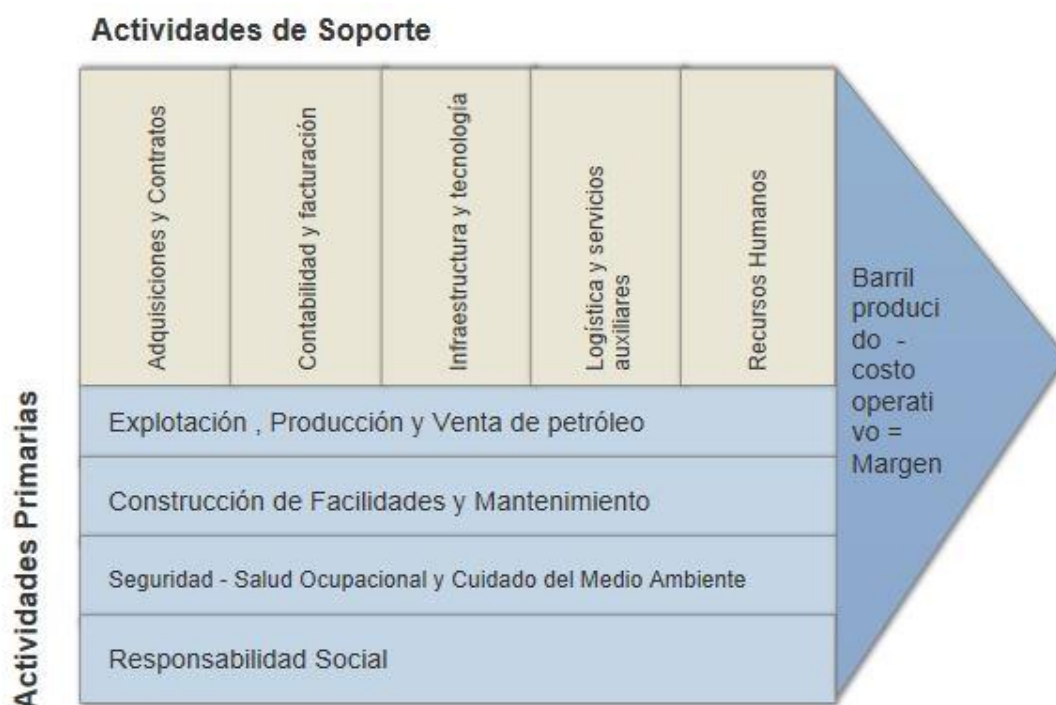 Actividades de Soporte
Adquisiciones y Contratos
Contabilidad y facturación
Infraestructura y tecnología
Logística y servicios
auxiliares
Recursos Humanos
Barril
produci
do -
costo
operati
vo =
Margen
Actividades Primarias
Explotación , Producción y Venta de petróleo
Construcción de Facilidades y Mantenimiento
Seguridad - Salud Ocupacional y Cuidado del Medio Ambiente
Responsabilidad Social